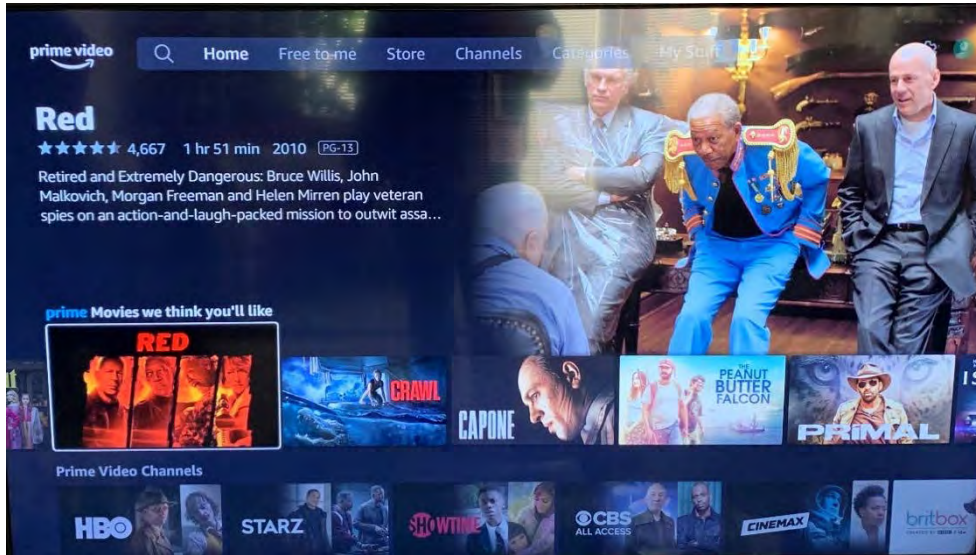 prime video
Home Free to me Store Channels Categories My Stuff
Red
4,667 1 hr 51 min 2010 PG-13
Retired and Extremely Dangerous: Bruce Willis, John
Malkovich, Morgan Freeman and Helen Mirren play veteran
spies on an action-and-laugh-packed mission to outwit assa...
prime Movies we think you'll like
RED
CRAWL
CAPONE
THE
PEANUT
BUTTER
FALCON
PRIMAL
Prime Video Channels
HBO
STARZ
SHOWTIME
CBS
ALL ACCESS
CINEMAX
britbox